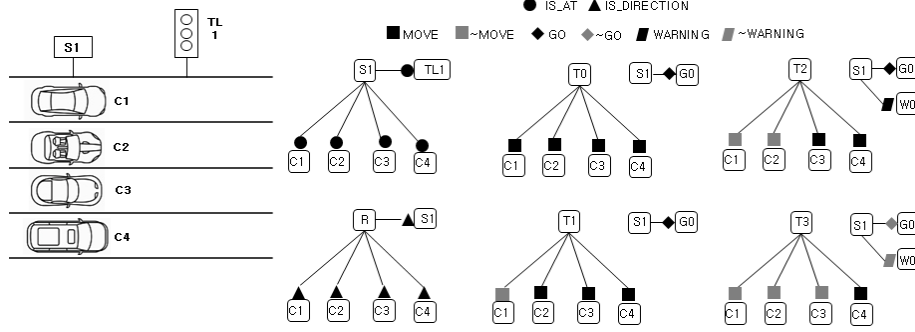 IS_AT IS_DIRECTION
MOVE ~MOVE GO ~GO WARNING ~WARNING
TL
1
S1
C1
C2
C3
C4
S1 TL1
C1 C2 C3 C4
T0 S1 G0
C1 C2 C3 C4
T2 S1 G0
W0
C1 C2 C3 C4
R S1
C1 C2 C3 C4
T1 S1 G0
C1 C2 C3 C4
T3 S1 G0
W0
C1 C2 C3 C4